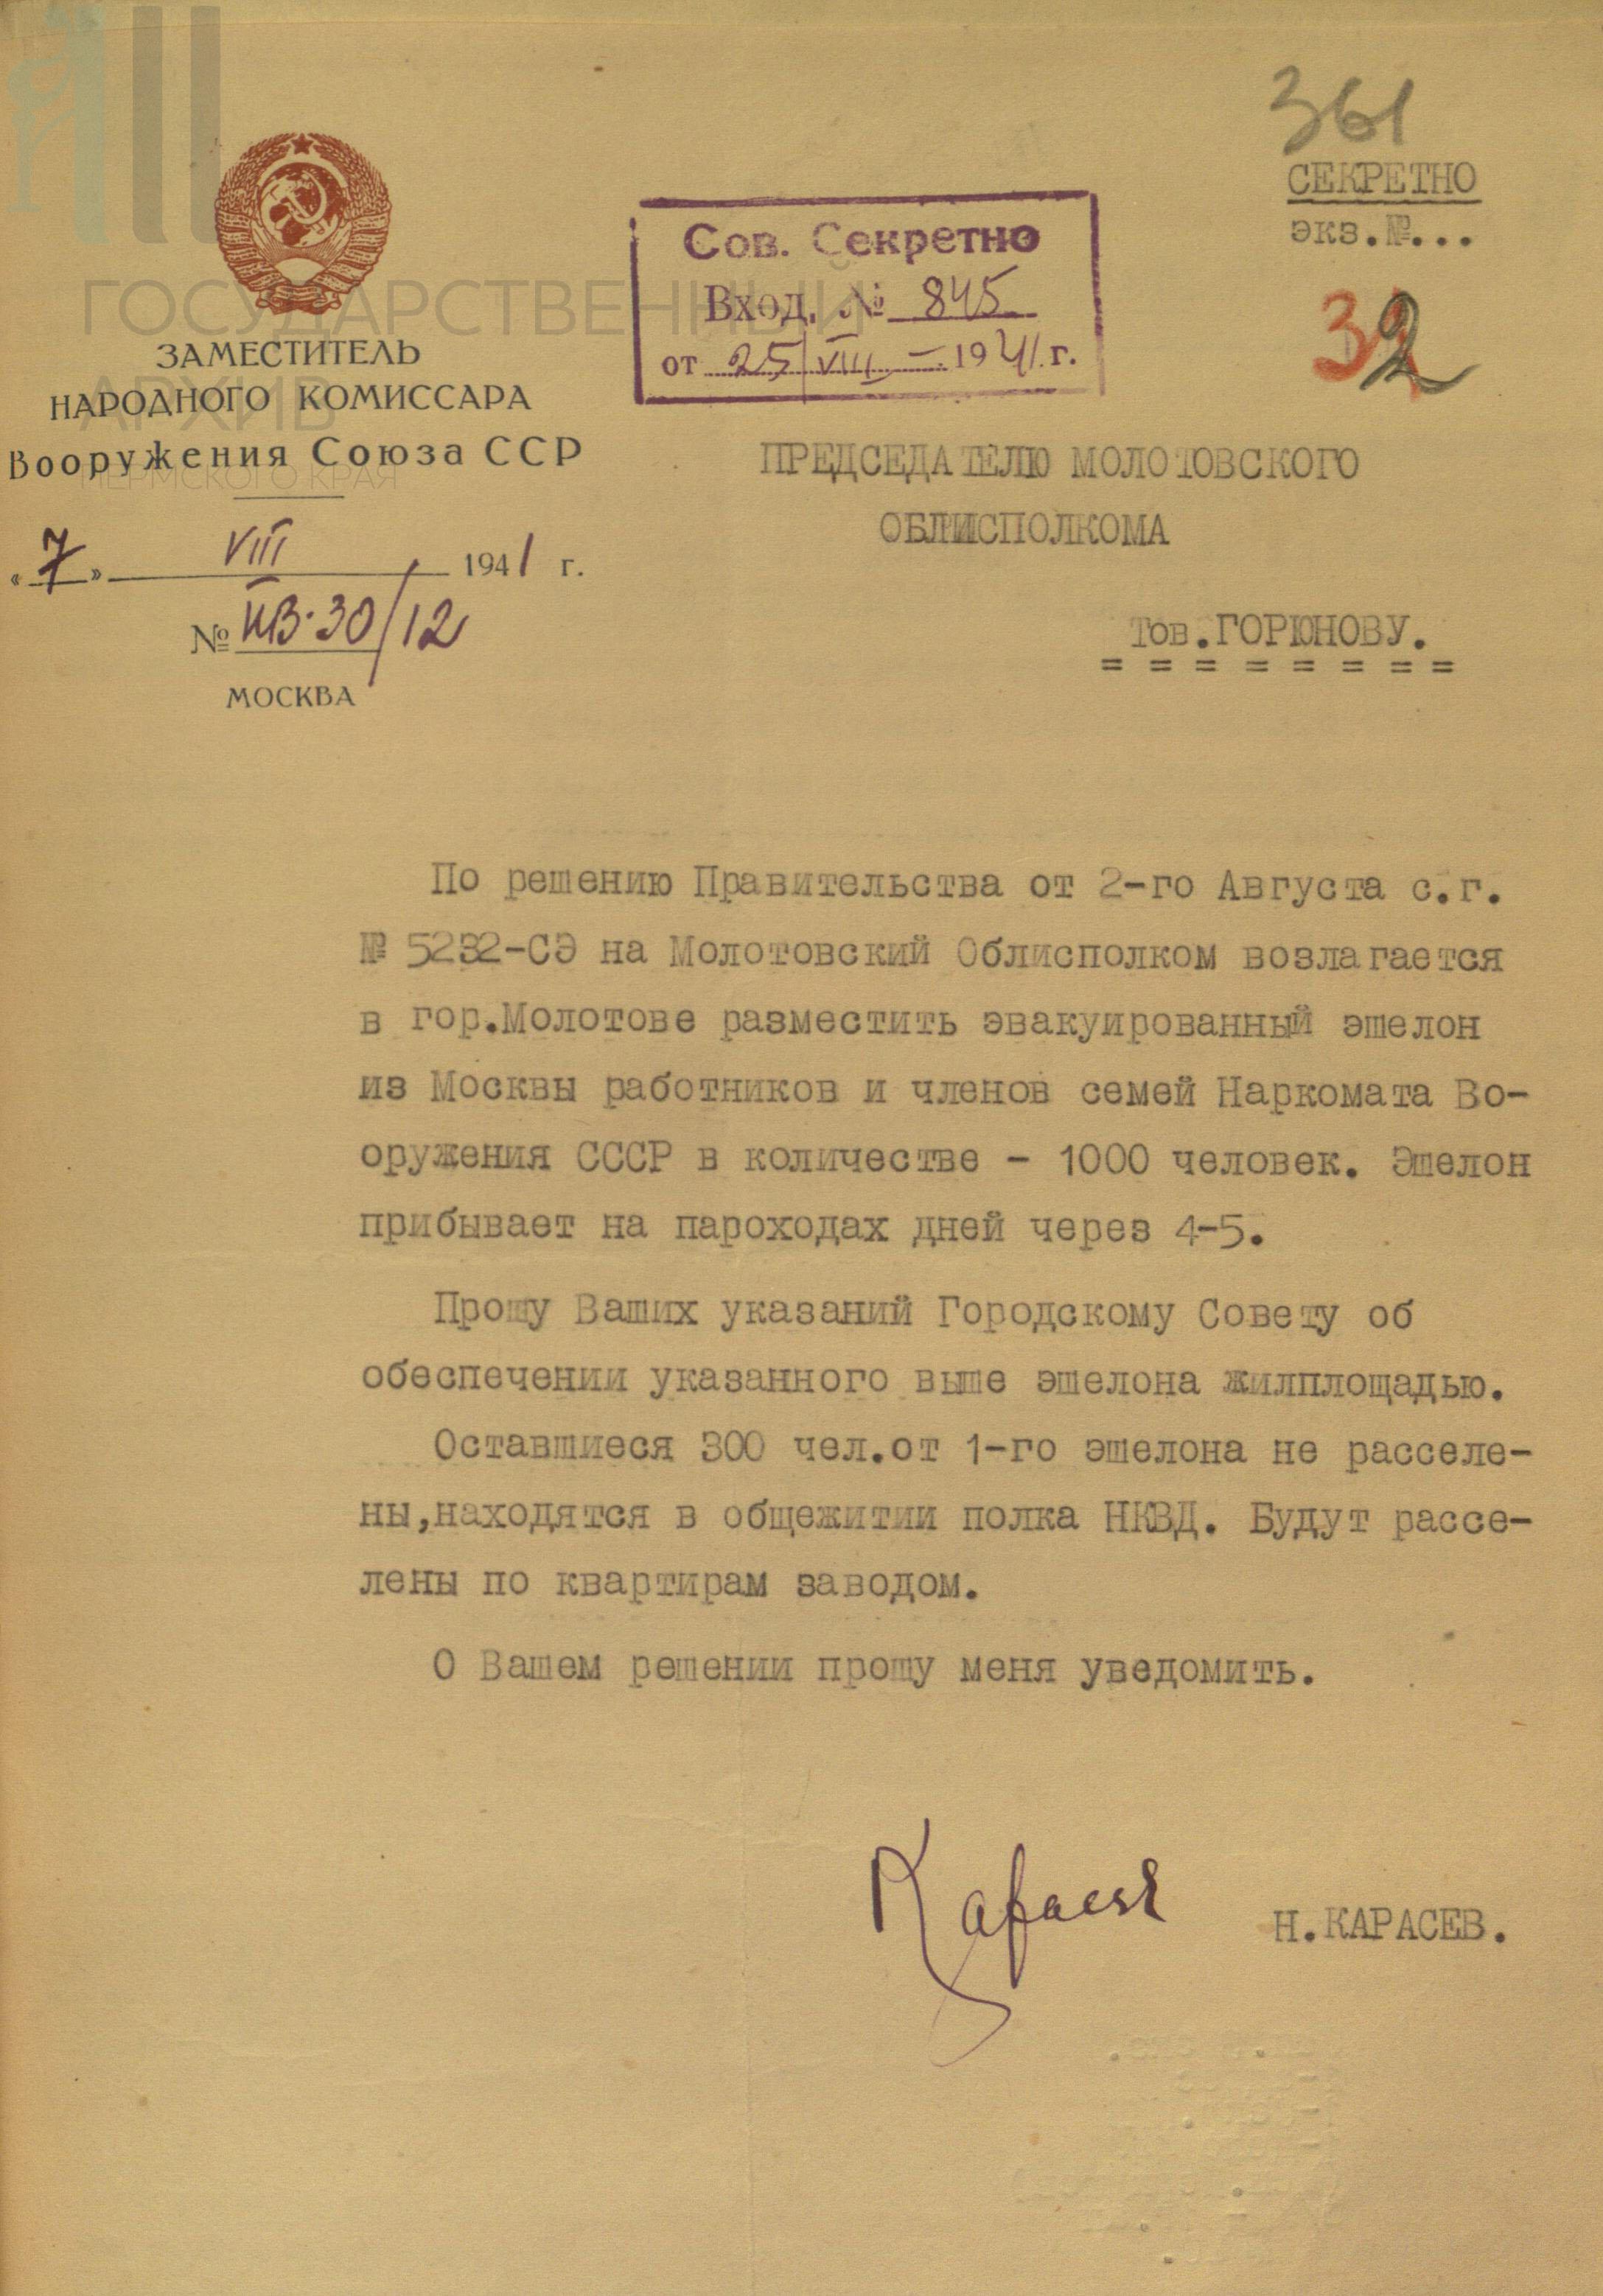 361
СЕКРЕТНО
экз.№...
Сов. Секретно
Вход. № 845
от 25/VIII – 1941 г.
32
ГОСУДАРСТВЕННЫЙ
АРХИВ
ПЕРМСКОГО КРАЯ
ЗАМЕСТИТЕЛЬ
НАРОДНОГО КОМИССАРА
Вооружения Союза ССР
«7» VIII 1941 г.
№ КВ-30/12
МОСКВА
ПРЕДСЕДАТЕЛЮ МОЛОТОВСКОГО
ОБЛИСПОЛКОМА
Тов.ГОРЮНОВУ.
= = = = = = = =
По решению Правительства от 2-го Августа с.г.
№ 5232-СЭ на Молотовский Облисполком возлагается
в гор.Молотове разместить эвакуированный эшелон
из Москвы работников и членов семей Наркомата Во-
оружения СССР в количестве - 1000 человек. Эшелон
прибывает на пароходах дней через 4-5.
Прошу Ваших указаний Городскому Совету об
обеспечении указанного выше эшелона жилплощадью.
Оставшиеся 300 чел.от 1-го эшелона не расселе-
ны,находятся в общежитии полка НКВД. Будут рассе-
лены по квартирам заводом.
О Вашем решении прошу меня уведомить.
Карасев
Н.КАРАСЕВ.